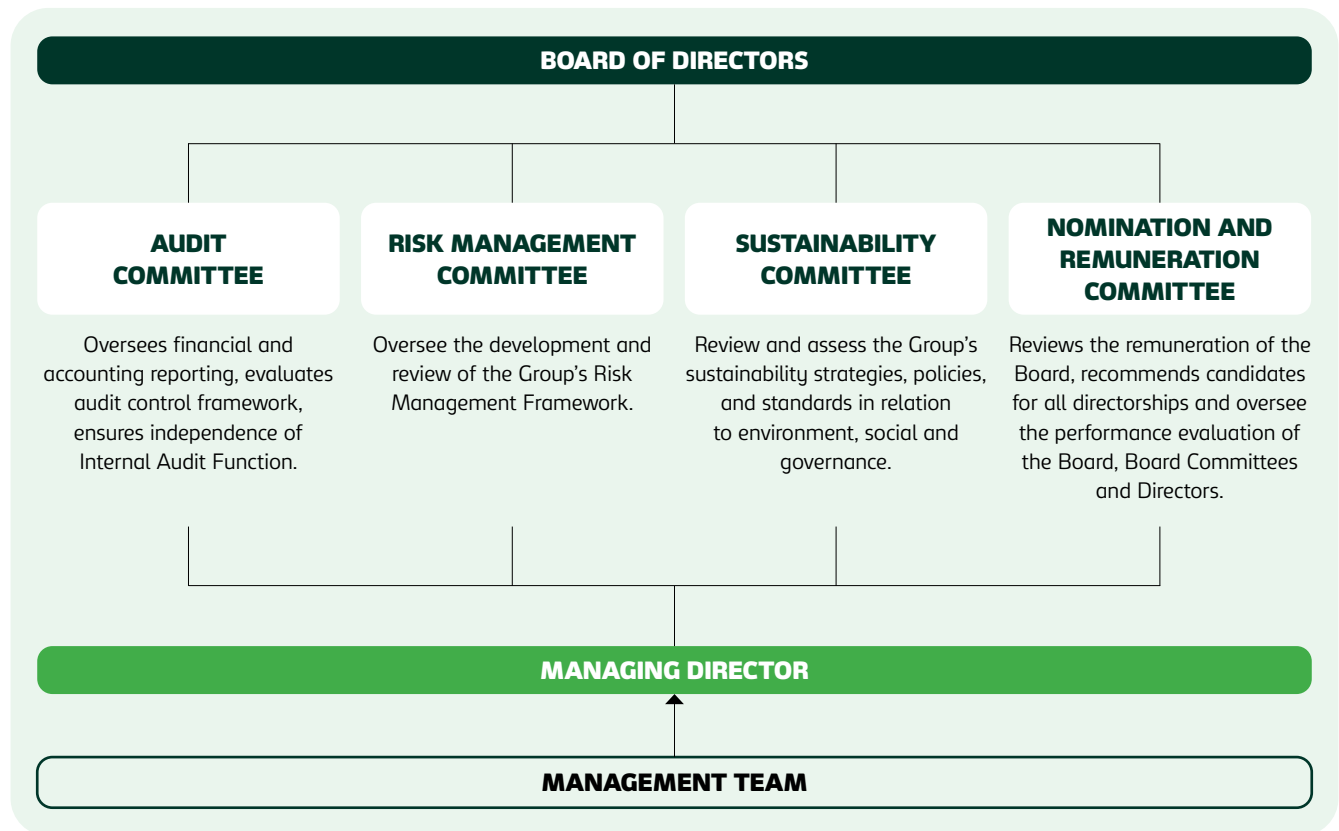 BOARD OF DIRECTORS
AUDIT
COMMITTEE
Oversees financial and
accounting reporting, evaluates
audit control framework,
ensures independence of
Internal Audit Function.
RISK MANAGEMENT
COMMITTEE
Oversee the development and
review of the Group's Risk
Management Framework.
SUSTAINABILITY
COMMITTEE
Review and assess the Group's
sustainability strategies, policies,
and standards in relation
to environment, social and
governance.
NOMINATION AND
REMUNERATION
COMMITTEE
Reviews the remuneration of the
Board, recommends candidates
for all directorships and oversee
the performance evaluation of
the Board, Board Committees
and Directors.
MANAGING DIRECTOR
MANAGEMENT TEAM